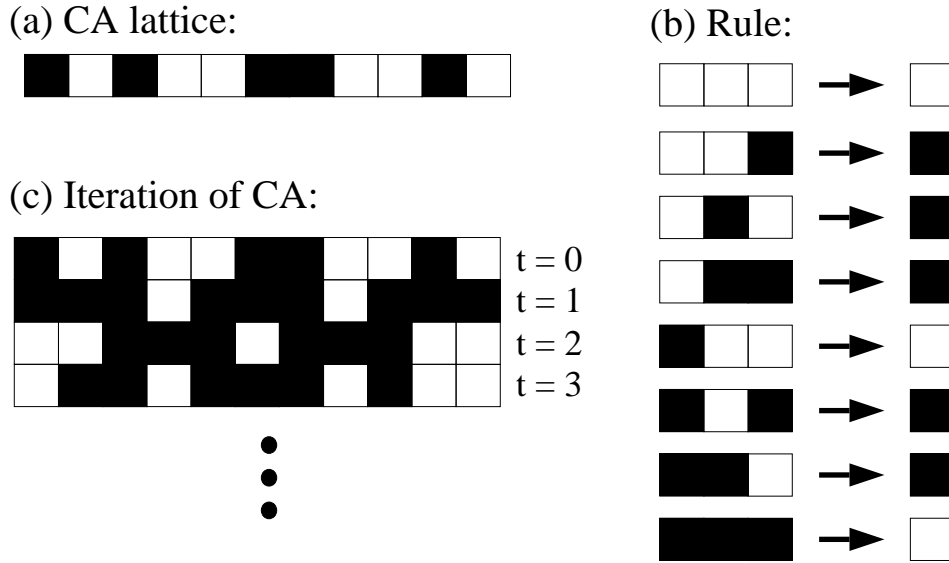 (a) CA lattice:
(b) Rule:
(c) Iteration of CA:
t = 0
t = 1
t = 2
t = 3